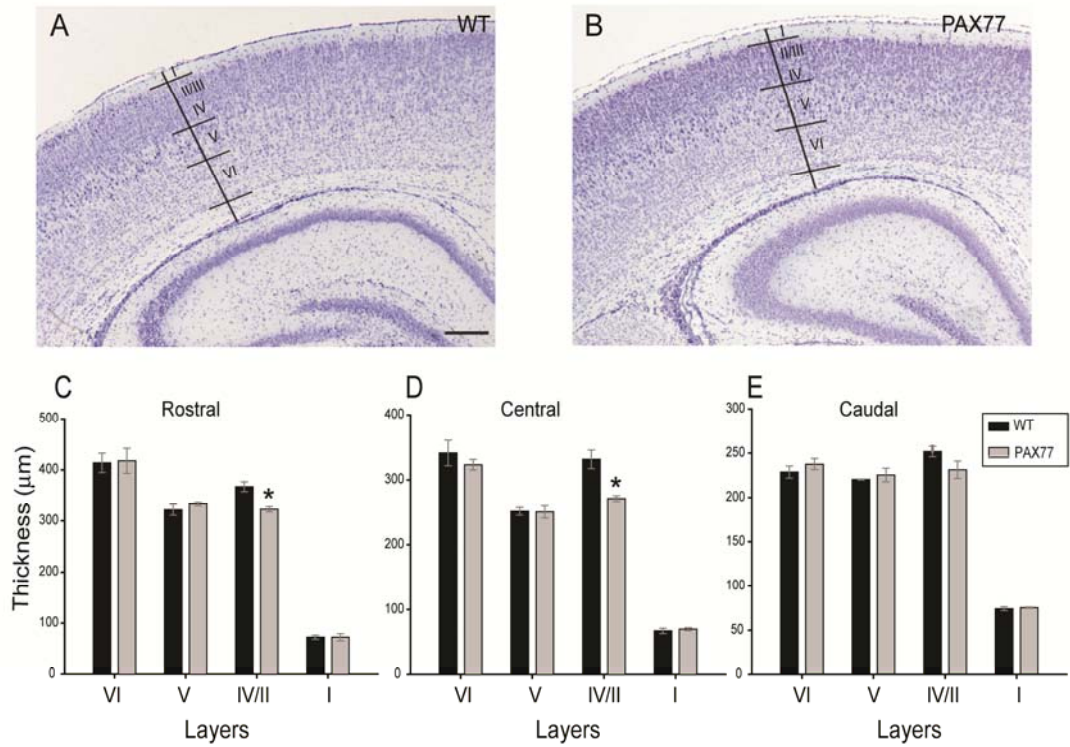 A
WT
I
II/III
IV
V
VI
B
PAX77
I
II/III
IV
V
VI
C
Rostral
Thickness (µm)
500
400
300
200
100
0
*
VI V IV/II I
Layers
D
Central
400
300
200
100
0
*
VI V IV/II I
Layers
E
Caudal
300
250
200
150
100
50
0
VI V IV/II I
Layers
WT
PAX77